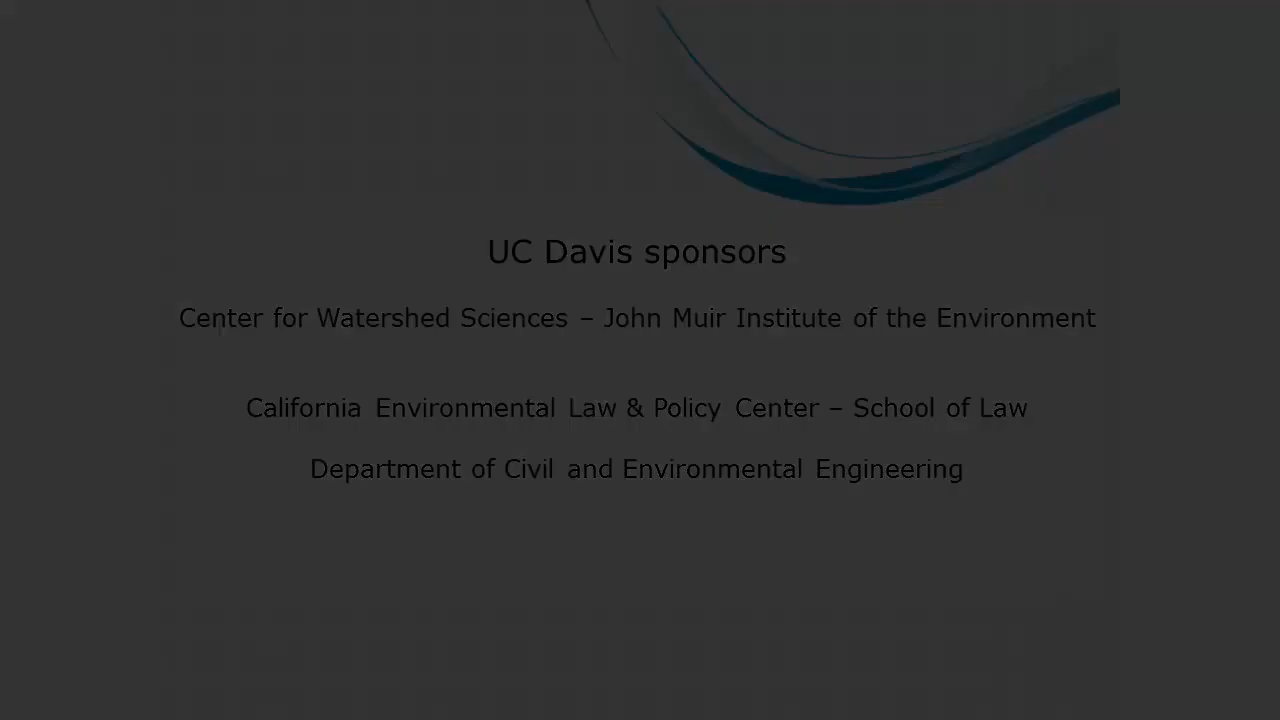 UC Davis sponsors
Center for Watershed Sciences – John Muir Institute of the Environment
California Environmental Law & Policy Center – School of Law
Department of Civil and Environmental Engineering